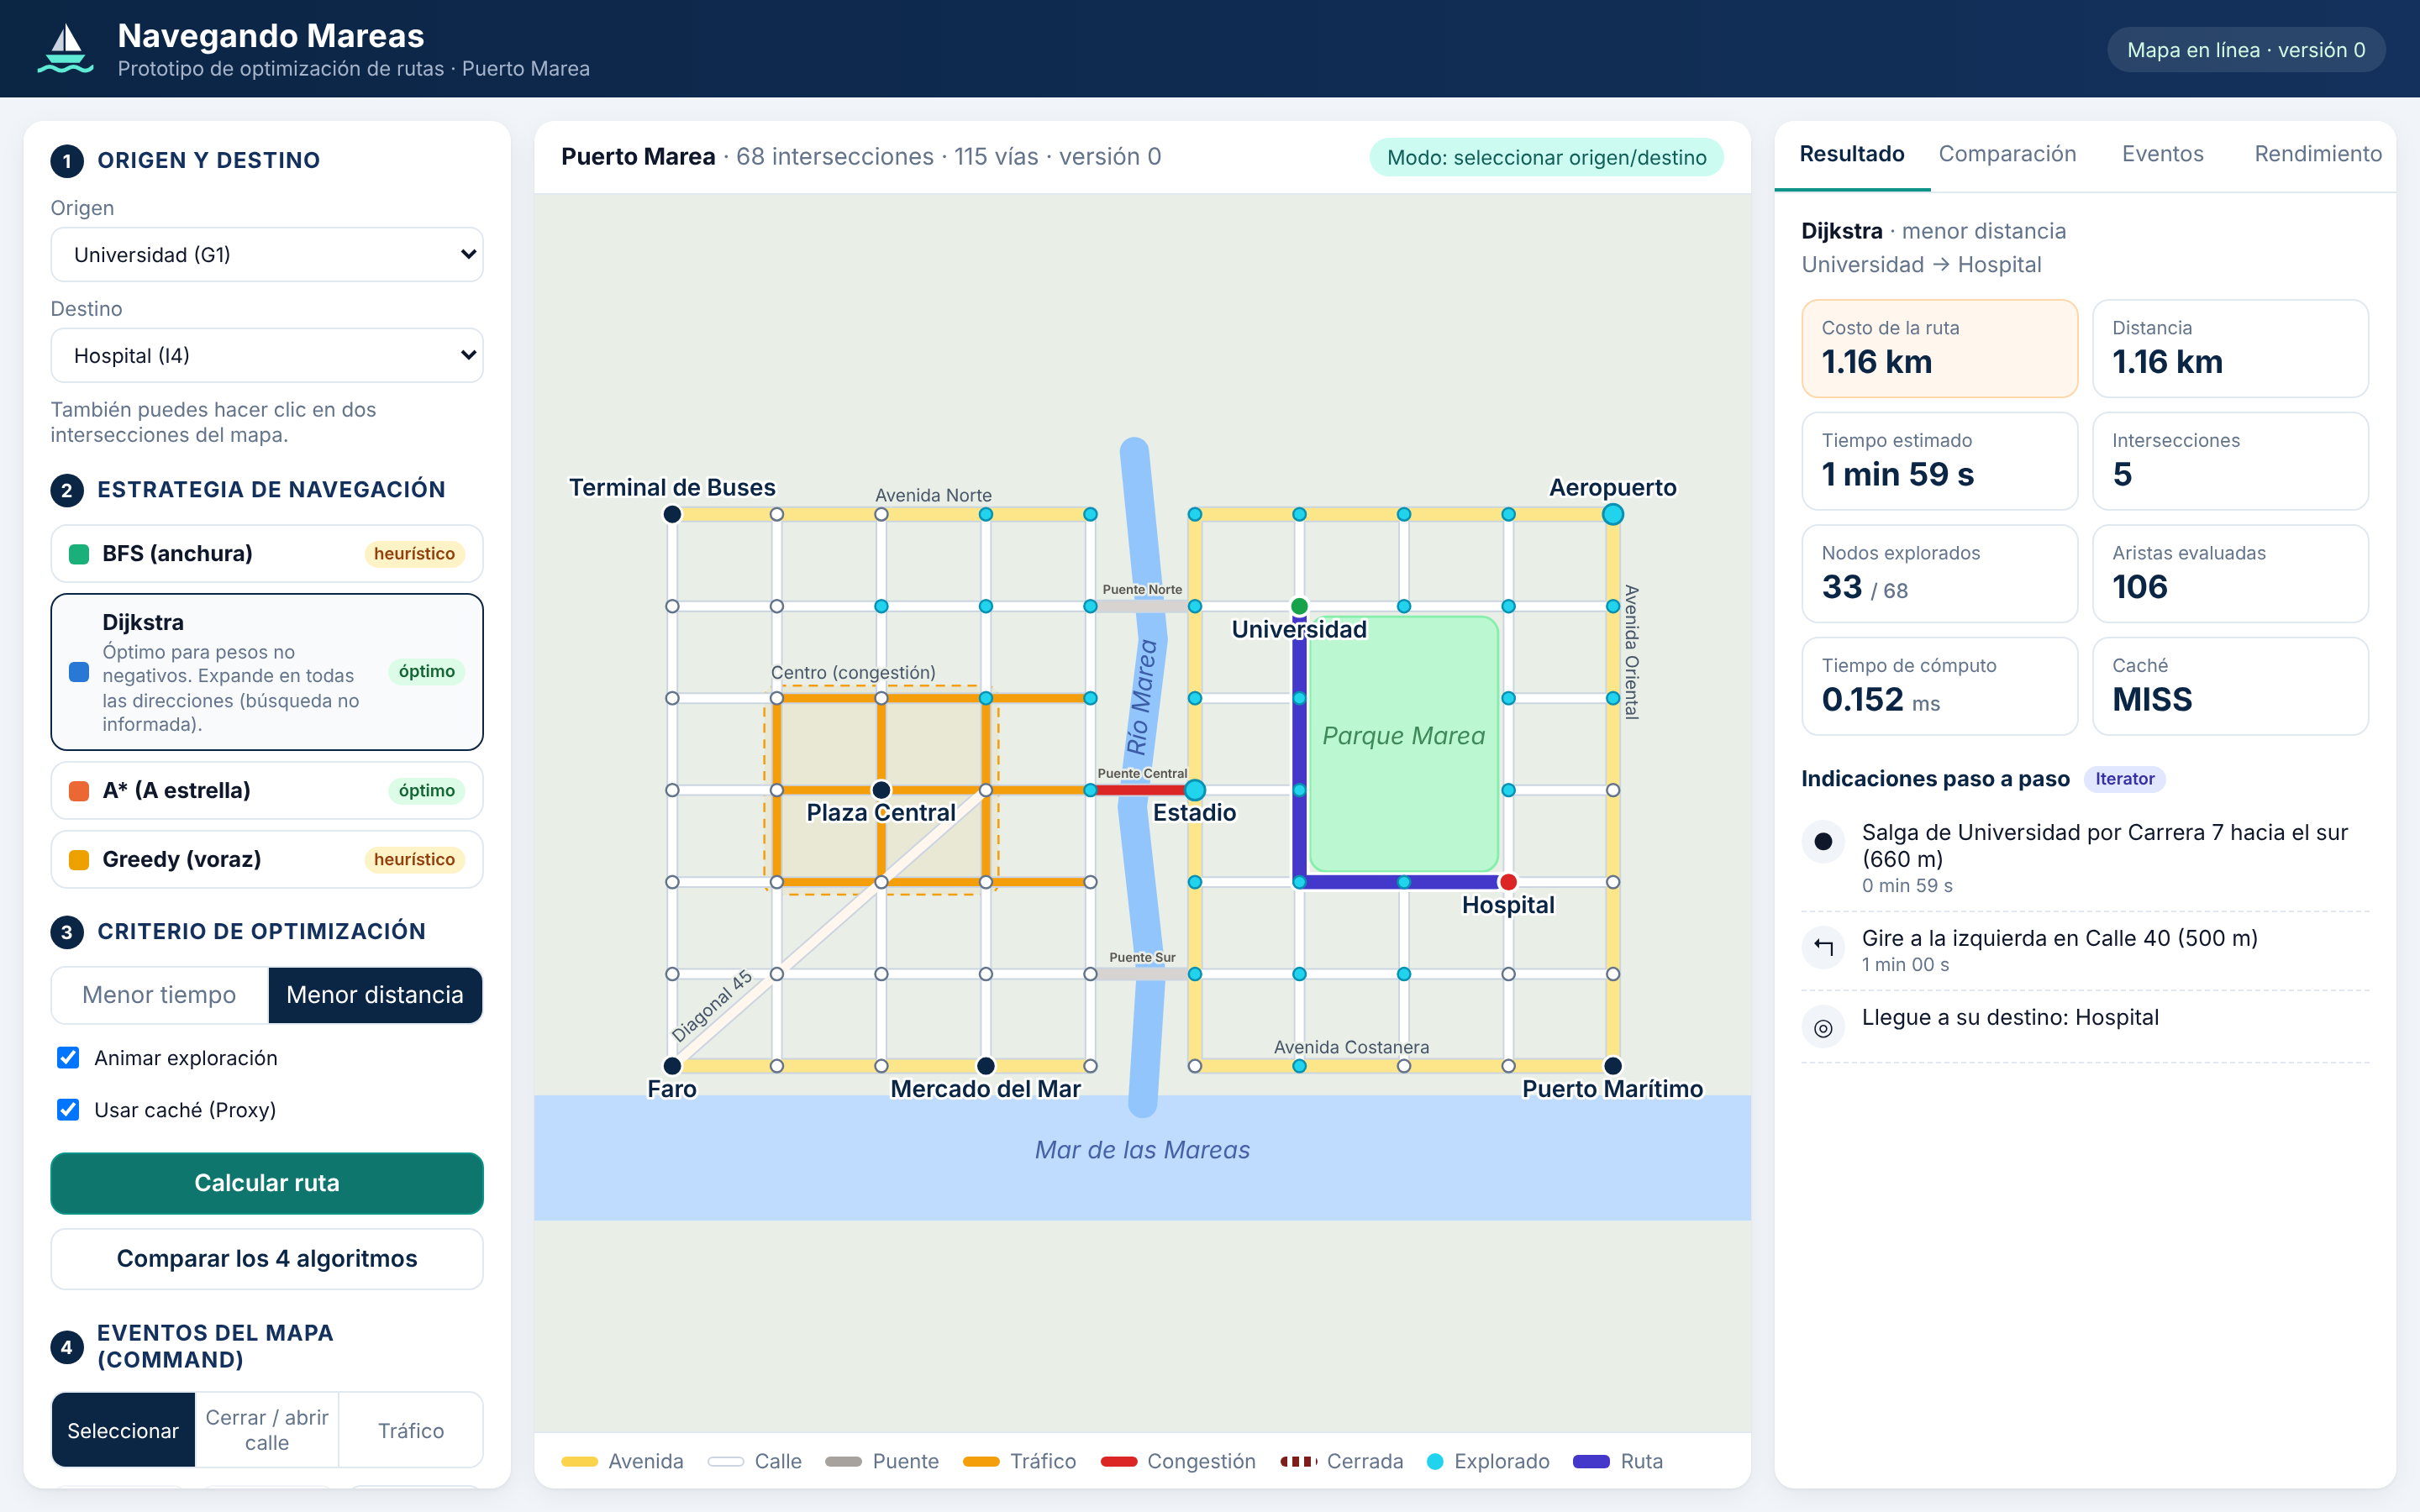 Navegando Mareas
Prototipo de optimización de rutas · Puerto Marea
Mapa en línea · versión 0
1 ORIGEN Y DESTINO
Origen
Universidad (G1)
Destino
Hospital (I4)
También puedes hacer clic en dos
intersecciones del mapa.
2 ESTRATEGIA DE NAVEGACIÓN
BFS (anchura) heurístico
Dijkstra
Óptimo para pesos no
negativos. Expande en todas
las direcciones (búsqueda no
informada).
óptimo
A* (A estrella) óptimo
Greedy (voraz) heurístico
3 CRITERIO DE OPTIMIZACIÓN
Menor tiempo Menor distancia
Animar exploración
Usar caché (Proxy)
Calcular ruta
Comparar los 4 algoritmos
4 EVENTOS DEL MAPA
(COMMAND)
Seleccionar
Cerrar / abrir
calle
Tráfico
Puerto Marea · 68 intersecciones · 115 vías · versión 0
Modo: seleccionar origen/destino
Terminal de Buses
Avenida Norte
Aeropuerto
Puente Norte
Avenida Oriental
Universidad
Centro (congestión)
Río Marea
Parque Marea
Puente Central
Plaza Central
Estadio
Hospital
Puente Sur
Diagonal 45
Avenida Costanera
Faro
Mercado del Mar
Puerto Marítimo
Mar de las Mareas
Avenida Calle Puente Tráfico Congestión Cerrada Explorado Ruta
Resultado Comparación Eventos Rendimiento
Dijkstra · menor distancia
Universidad → Hospital
Costo de la ruta
1.16 km
Distancia
1.16 km
Tiempo estimado
1 min 59 s
Intersecciones
5
Nodos explorados
33 / 68
Aristas evaluadas
106
Tiempo de cómputo
0.152 ms
Caché
MISS
Indicaciones paso a paso Iterator
Salga de Universidad por Carrera 7 hacia el sur
(660 m)
0 min 59 s
Gire a la izquierda en Calle 40 (500 m)
1 min 00 s
Llegue a su destino: Hospital